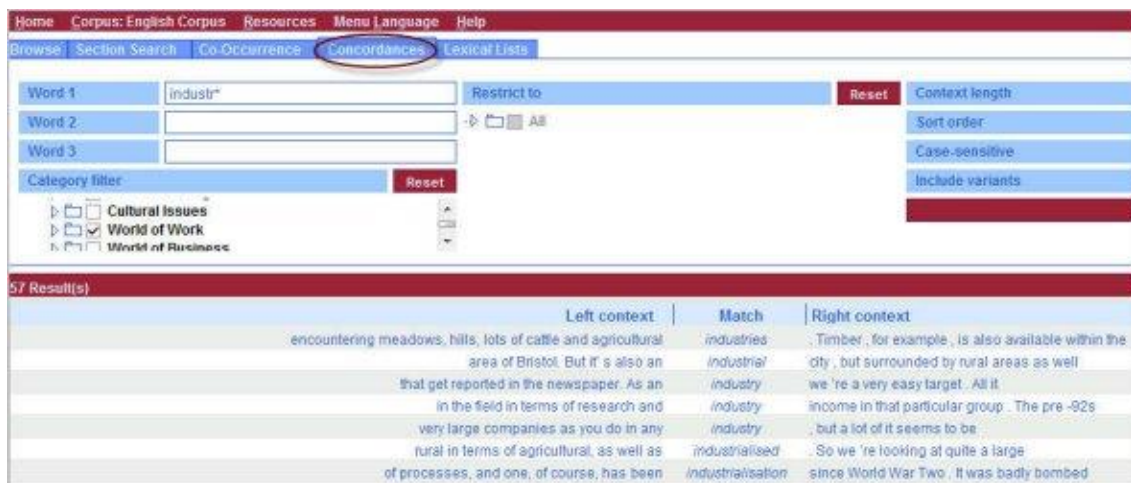 Home Corpus: English Corpus Resources Menu Language Help
Browse Section Search Co-Occurrence Concordances Lexical Lists
Word 1 industr* Restrict to Reset Context length
Word 2 All Sort order
Word 3 Case-sensitive
Category filter Reset Include variants
Cultural Issues
World of Work
World of Business
57 Result(s)
Left context Match Right context
encountering meadows, hills, lots of cattle and agricultural industries . Timber , for example , is also available within the
area of Bristol. But it' s also an industrial city , but surrounded by rural areas as well
that get reported in the newspaper. As an industry we 're a very easy target . All it
in the field in terms of research and industry income in that particular group . The pre -92s
very large companies as you do in any industry , but a lot of it seems to be
rural in terms of agricultural, as well as industrialised . So we 're looking at quite a large
of processes, and one, of course, has been industrialisation since World War Two . It was badly bombed